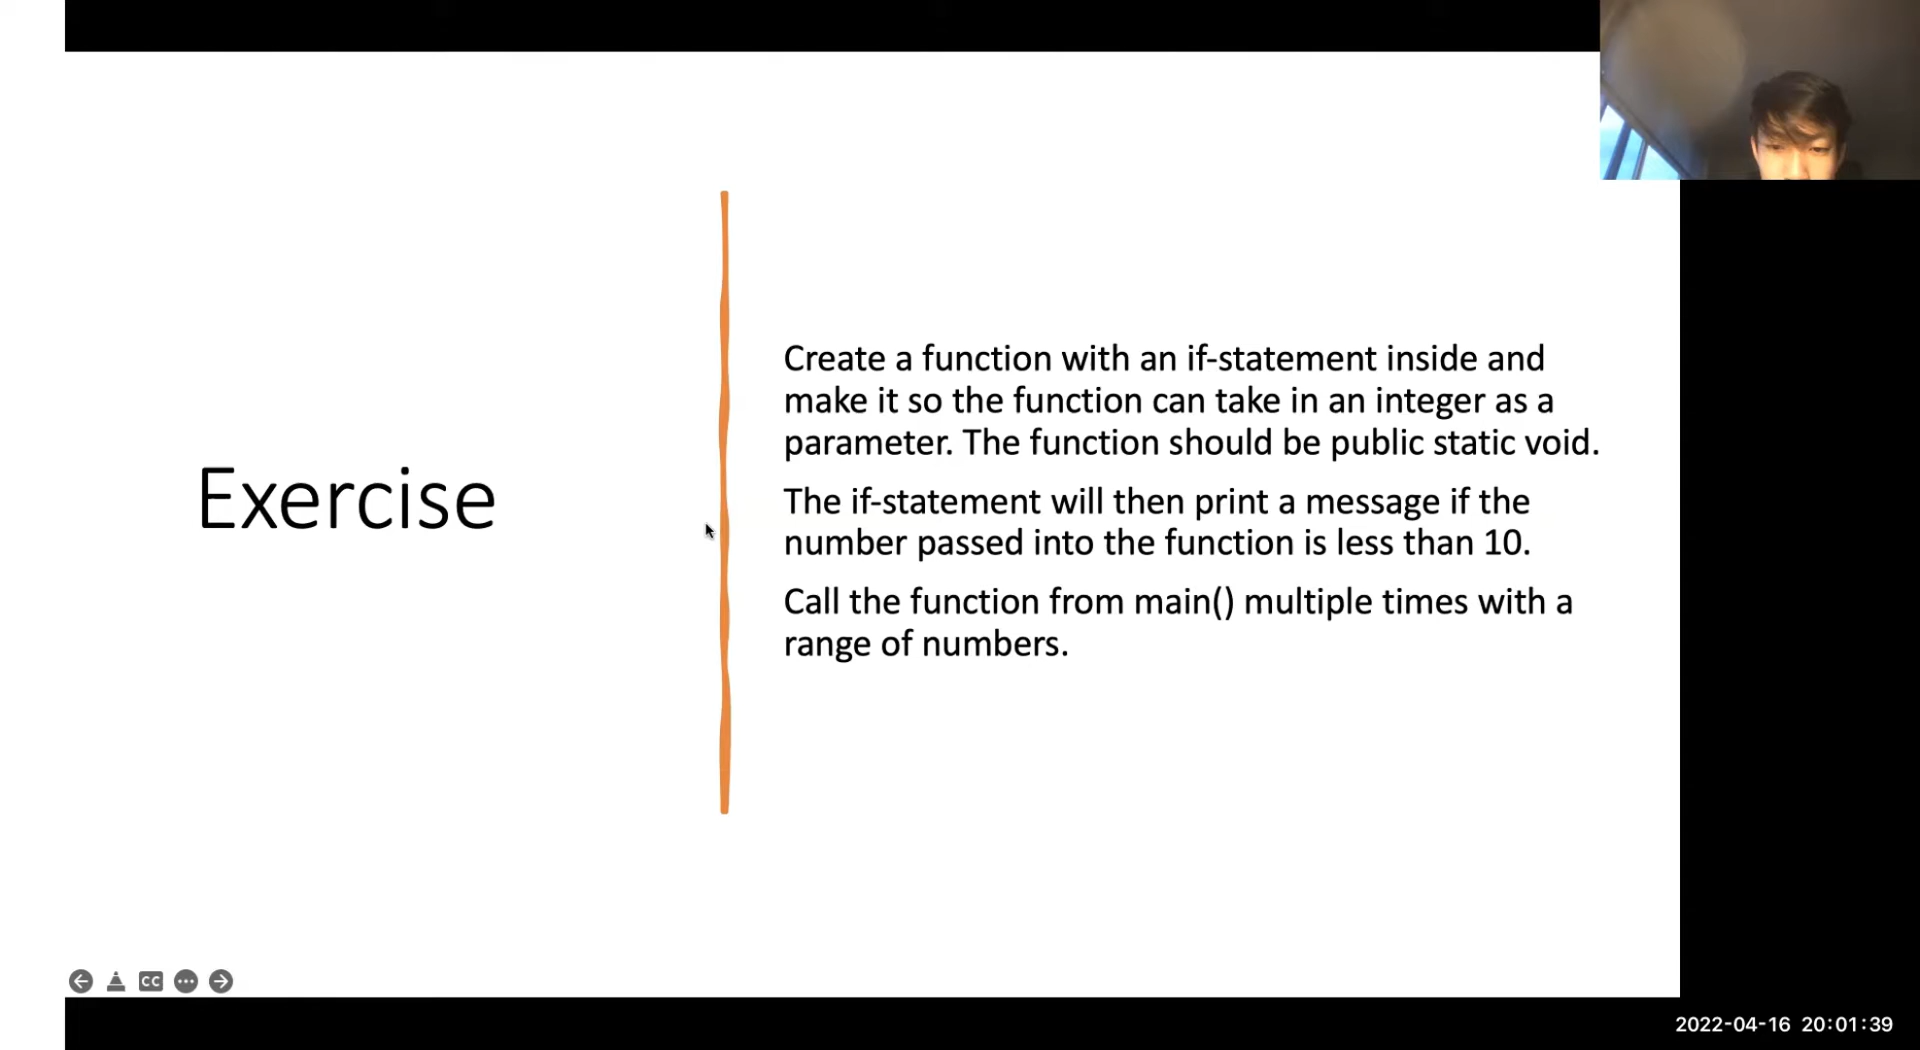 Exercise
Create a function with an if-statement inside and
make it so the function can take in an integer as a
parameter. The function should be public static void.
The if-statement will then print a message if the
number passed into the function is less than 10.
Call the function from main() multiple times with a
range of numbers.
CC
2022-04-16 20:01:39